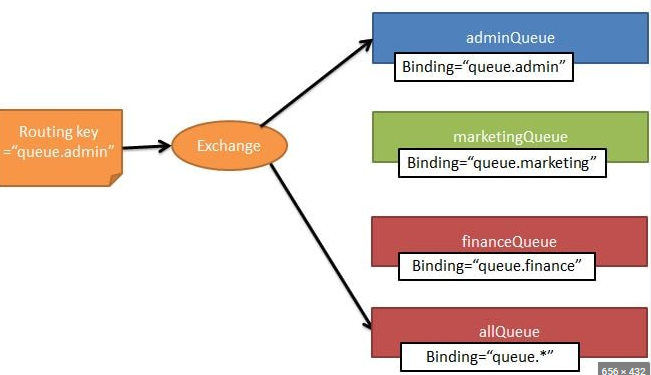 adminQueue
Binding=“queue.admin”
Routing key
=“queue.admin”
Exchange
marketingQueue
Binding=“queue.marketing”
financeQueue
Binding=“queue.finance”
allQueue
Binding=“queue.*”
656 × 432